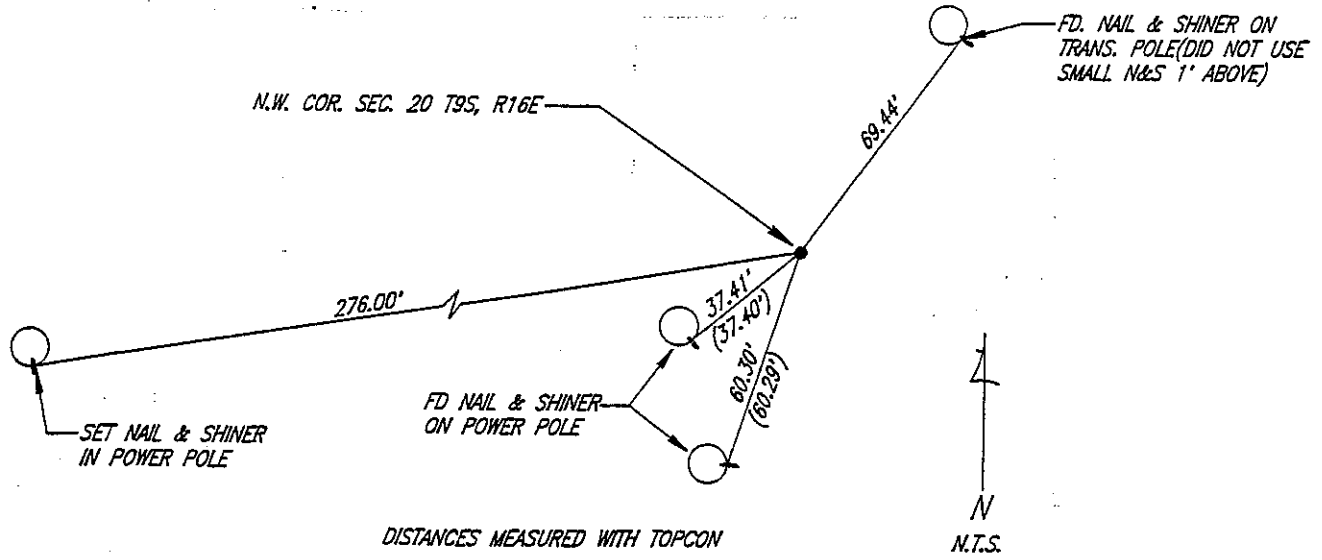 FD. NAIL & SHINER ON
TRANS. POLE(DID NOT USE
SMALL N&S 1' ABOVE)
N.W. COR. SEC. 20 T9S, R16E
69.44'
276.00'
37.41'
(37.40')
60.30'
(60.29')
FD NAIL & SHINER
ON POWER POLE
SET NAIL & SHINER
IN POWER POLE
DISTANCES MEASURED WITH TOPCON
N
N.T.S.